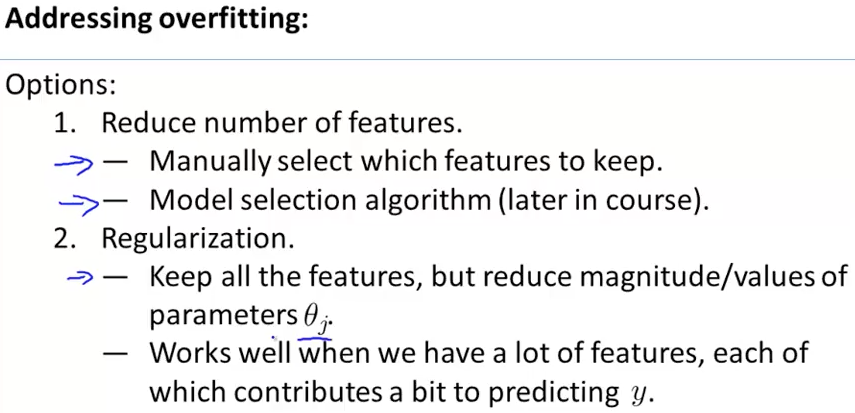 Addressing overfitting:
Options:
1. Reduce number of features.
— Manually select which features to keep.
— Model selection algorithm (later in course).
2. Regularization.
— Keep all the features, but reduce magnitude/values of
parameters θⱼ.
— Works well when we have a lot of features, each of
which contributes a bit to predicting y.